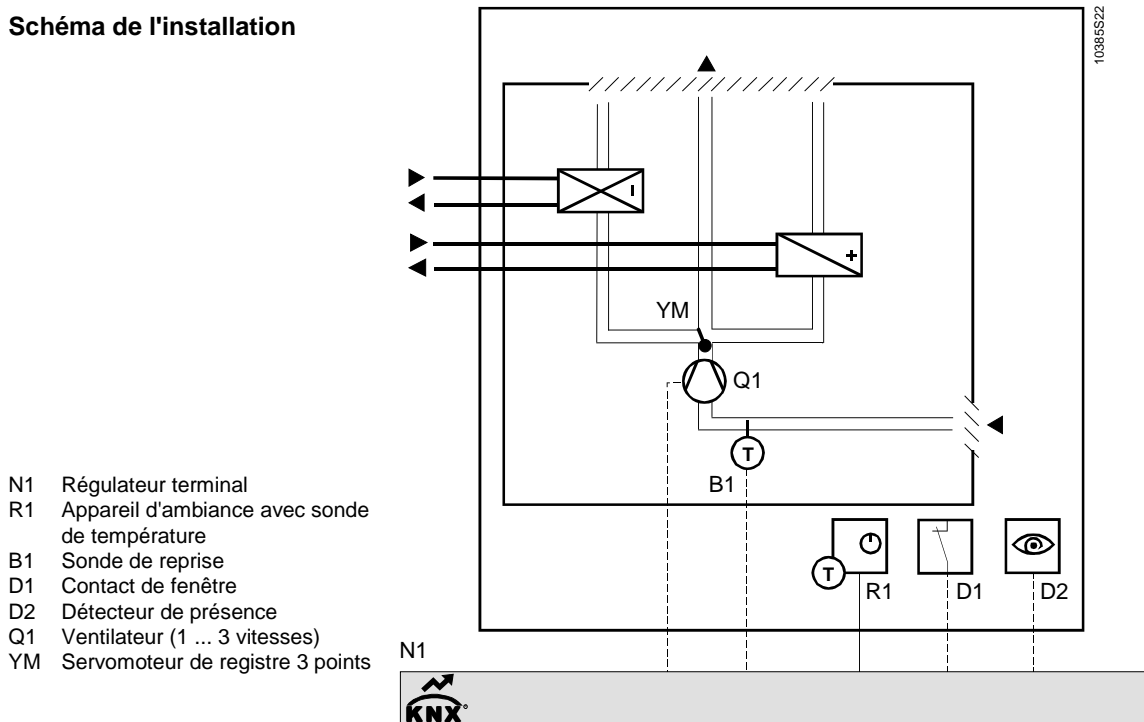 Schéma de l'installation
10385S22
–
+
YM
Q1
T
B1
N1 Régulateur terminal
R1 Appareil d'ambiance avec sonde
de température
B1 Sonde de reprise
D1 Contact de fenêtre
D2 Détecteur de présence
Q1 Ventilateur (1 ... 3 vitesses)
YM Servomoteur de registre 3 points
T
R1
D1
D2
N1
KNX®